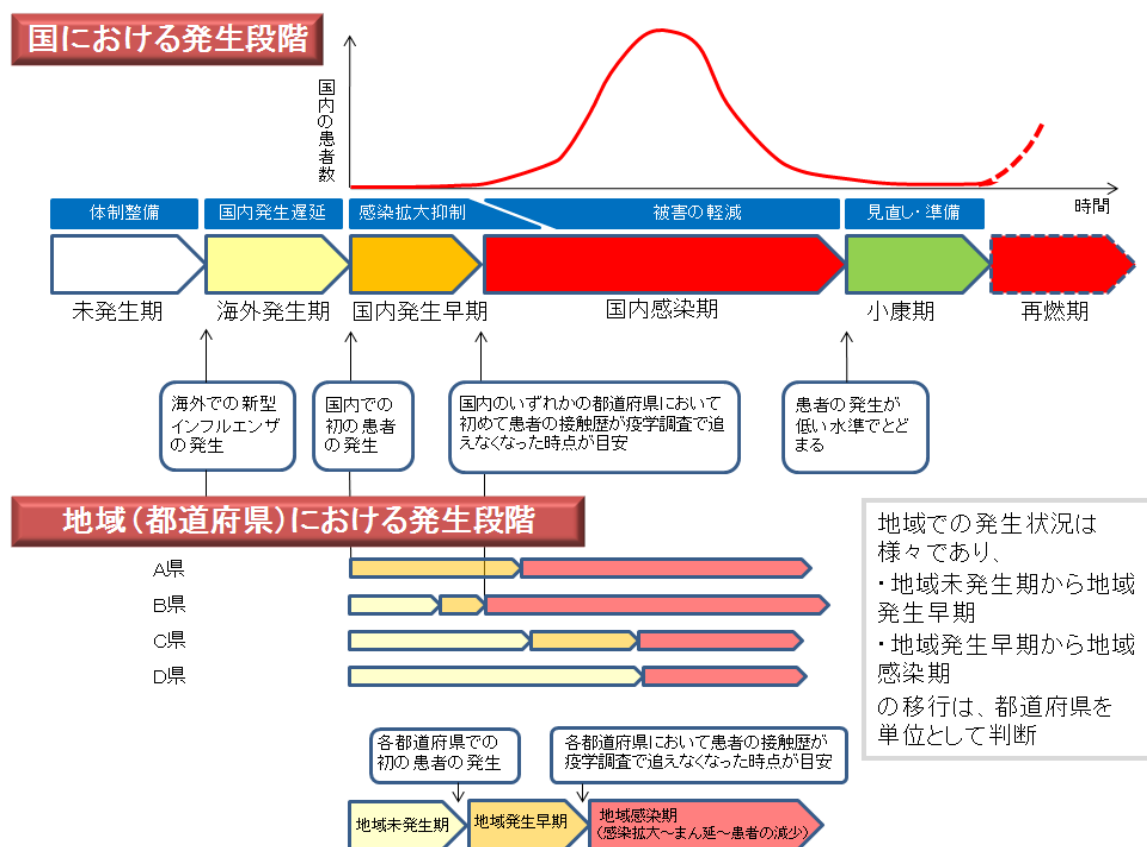 国における発生段階
国内の患者数
時間
体制整備
国内発生遅延
感染拡大抑制
被害の軽減
見直し・準備
未発生期
海外発生期
国内発生早期
国内感染期
小康期
再燃期
海外での新型
インフルエンザ
の発生
国内での
初の患者
の発生
国内のいずれかの都道府県において
初めて患者の接触歴が疫学調査で追
えなくなった時点が目安
患者の発生が
低い水準でとど
まる
地域（都道府県）における発生段階
A県
B県
C県
D県
地域での発生状況は
様々であり、
・地域未発生期から地域
発生早期
・地域発生早期から地域
感染期
の移行は、都道府県を
単位として判断
各都道府県での
初の患者の発生
各都道府県において患者の接触歴が
疫学調査で追えなくなった時点が目安
地域未発生期
地域発生早期
地域感染期
（感染拡大～まん延～患者の減少）